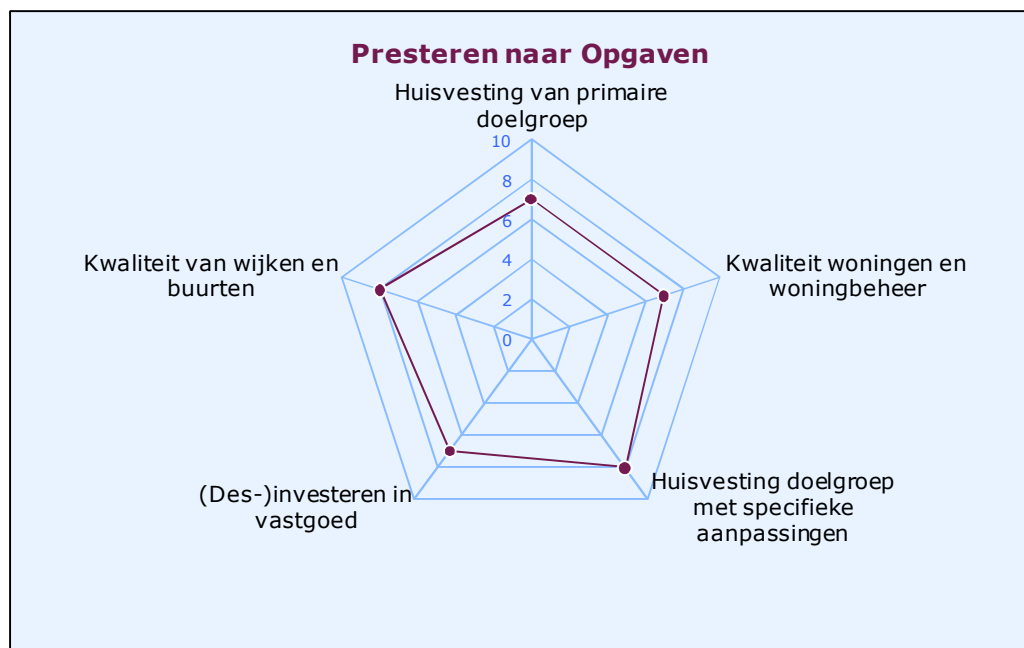 Presteren naar Opgaven
Huisvesting van primaire
doelgroep
10
8
6
4
2
0
Kwaliteit van wijken en
buurten
Kwaliteit woningen en
woningbeheer
(Des-)investeren in
vastgoed
Huisvesting doelgroep
met specifieke
aanpassingen